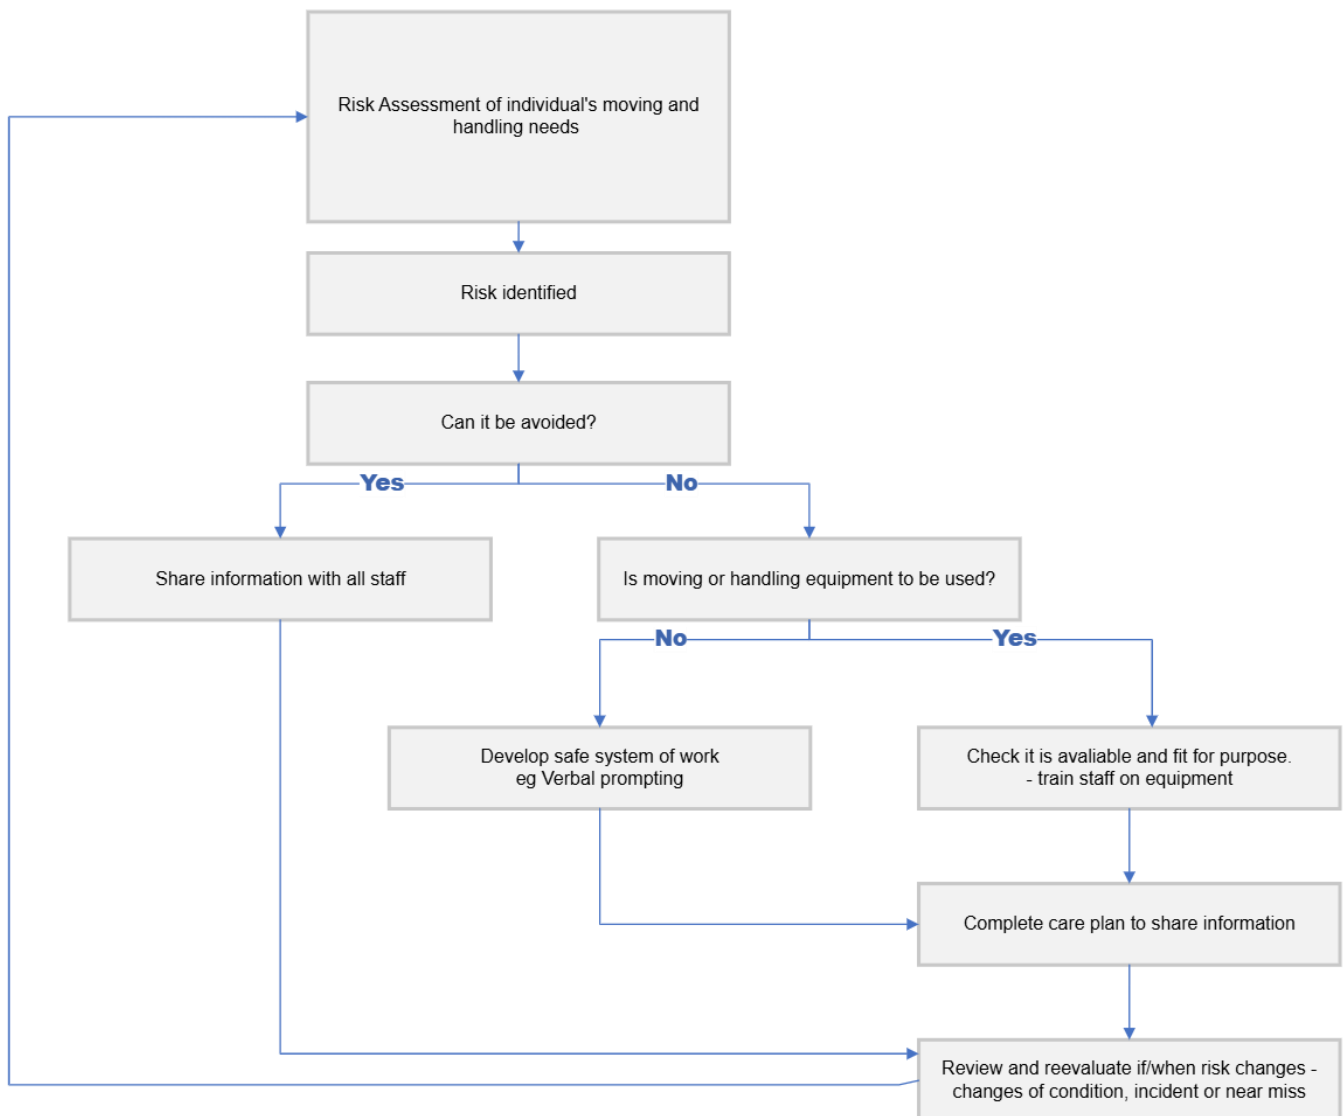 Risk Assessment of individual's moving and
handling needs
Risk identified
Can it be avoided?
Yes
No
Share information with all staff
Is moving or handling equipment to be used?
No
Yes
Develop safe system of work
eg Verbal prompting
Check it is avaliable and fit for purpose.
- train staff on equipment
Complete care plan to share information
Review and reevaluate if/when risk changes -
changes of condition, incident or near miss